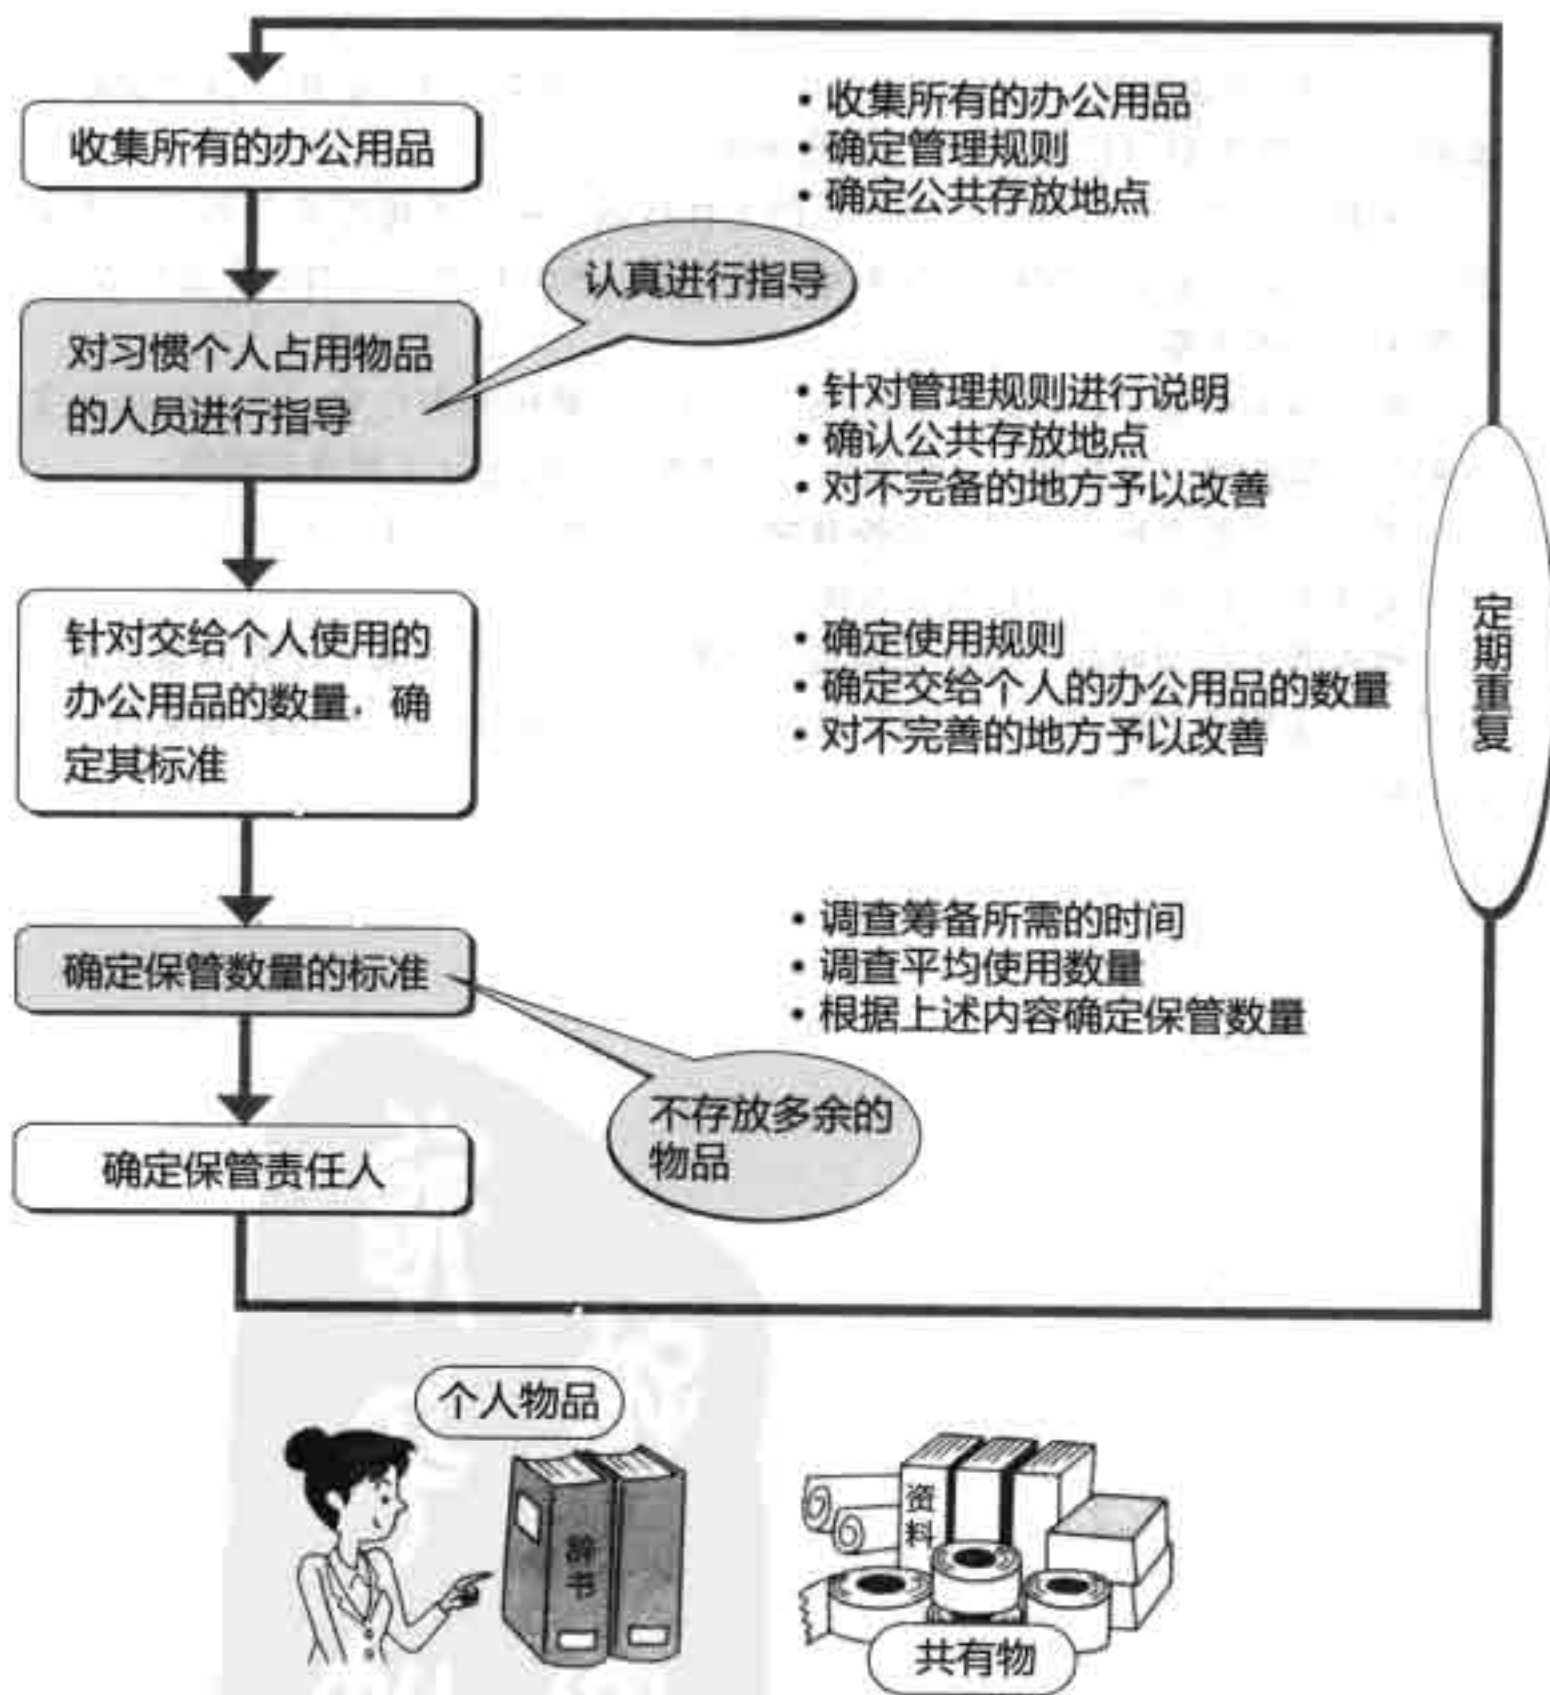 收集所有的办公用品
• 收集所有的办公用品
• 确定管理规则
• 确定公共存放地点
认真进行指导
对习惯个人占用物品
的人员进行指导
• 针对管理规则进行说明
• 确认公共存放地点
• 对不完备的地方予以改善
针对交给个人使用的
办公用品的数量，确
定其标准
• 确定使用规则
• 确定交给个人的办公用品的数量
• 对不完善的地方予以改善
定期重复
确定保管数量的标准
• 调查筹备所需的时间
• 调查平均使用数量
• 根据上述内容确定保管数量
不存放多余的
物品
确定保管责任人
个人物品
辞书
资料
共有物